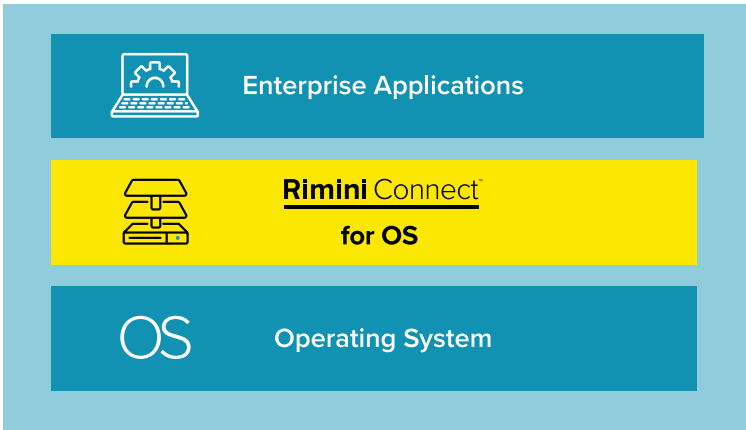 Enterprise Applications
Rimini Connect™
for OS
OS
Operating System